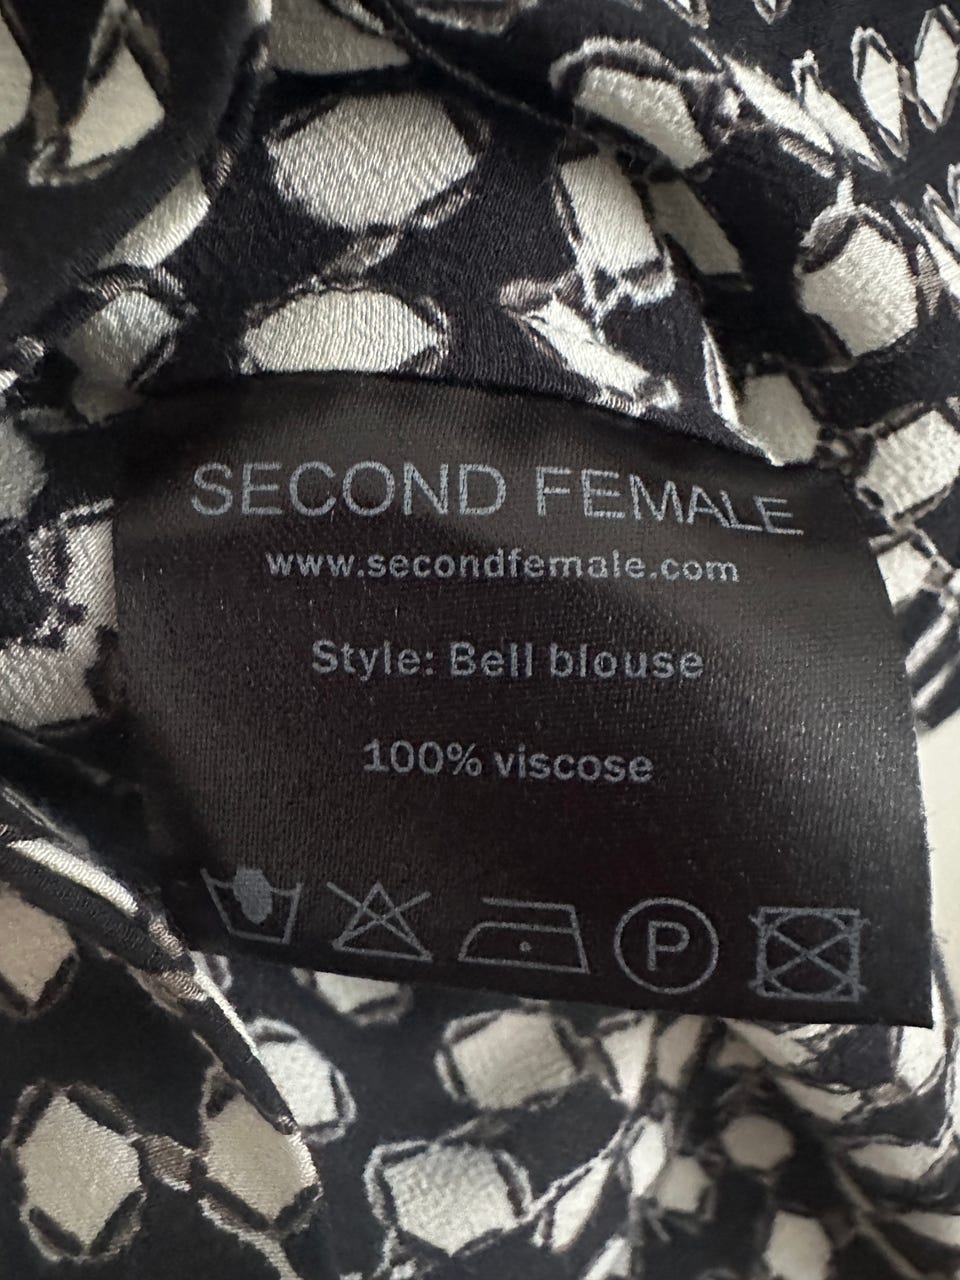 SECOND FEMALE
www.secondfemale.com
Style: Bell blouse
100% viscose
P